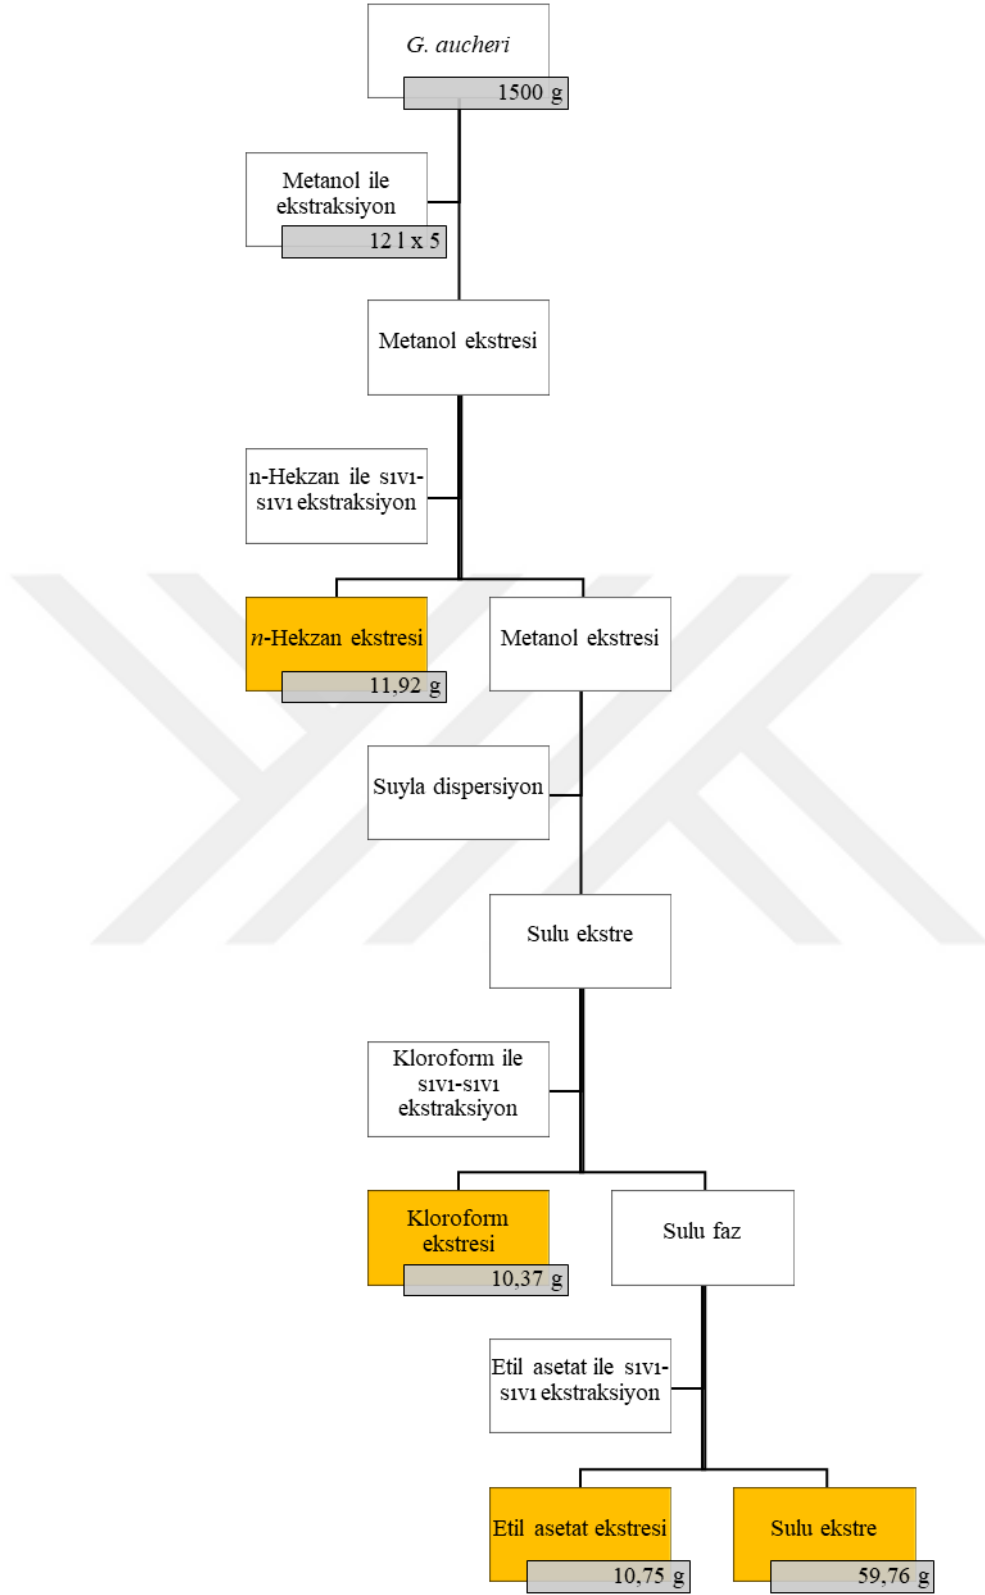 G. aucheri
1500 g
Metanol ile
ekstraksiyon
12 l x 5
Metanol ekstresi
n-Hekzan ile sıvı-
sıvı ekstraksiyon
n-Hekzan ekstresi
11,92 g
Metanol ekstresi
Suyla dispersiyon
Sulu ekstre
Kloroform ile
sıvı-sıvı
ekstraksiyon
Kloroform
ekstresi
10,37 g
Sulu faz
Etil asetat ile sıvı-
sıvı ekstraksiyon
Etil asetat ekstresi
10,75 g
Sulu ekstre
59,76 g